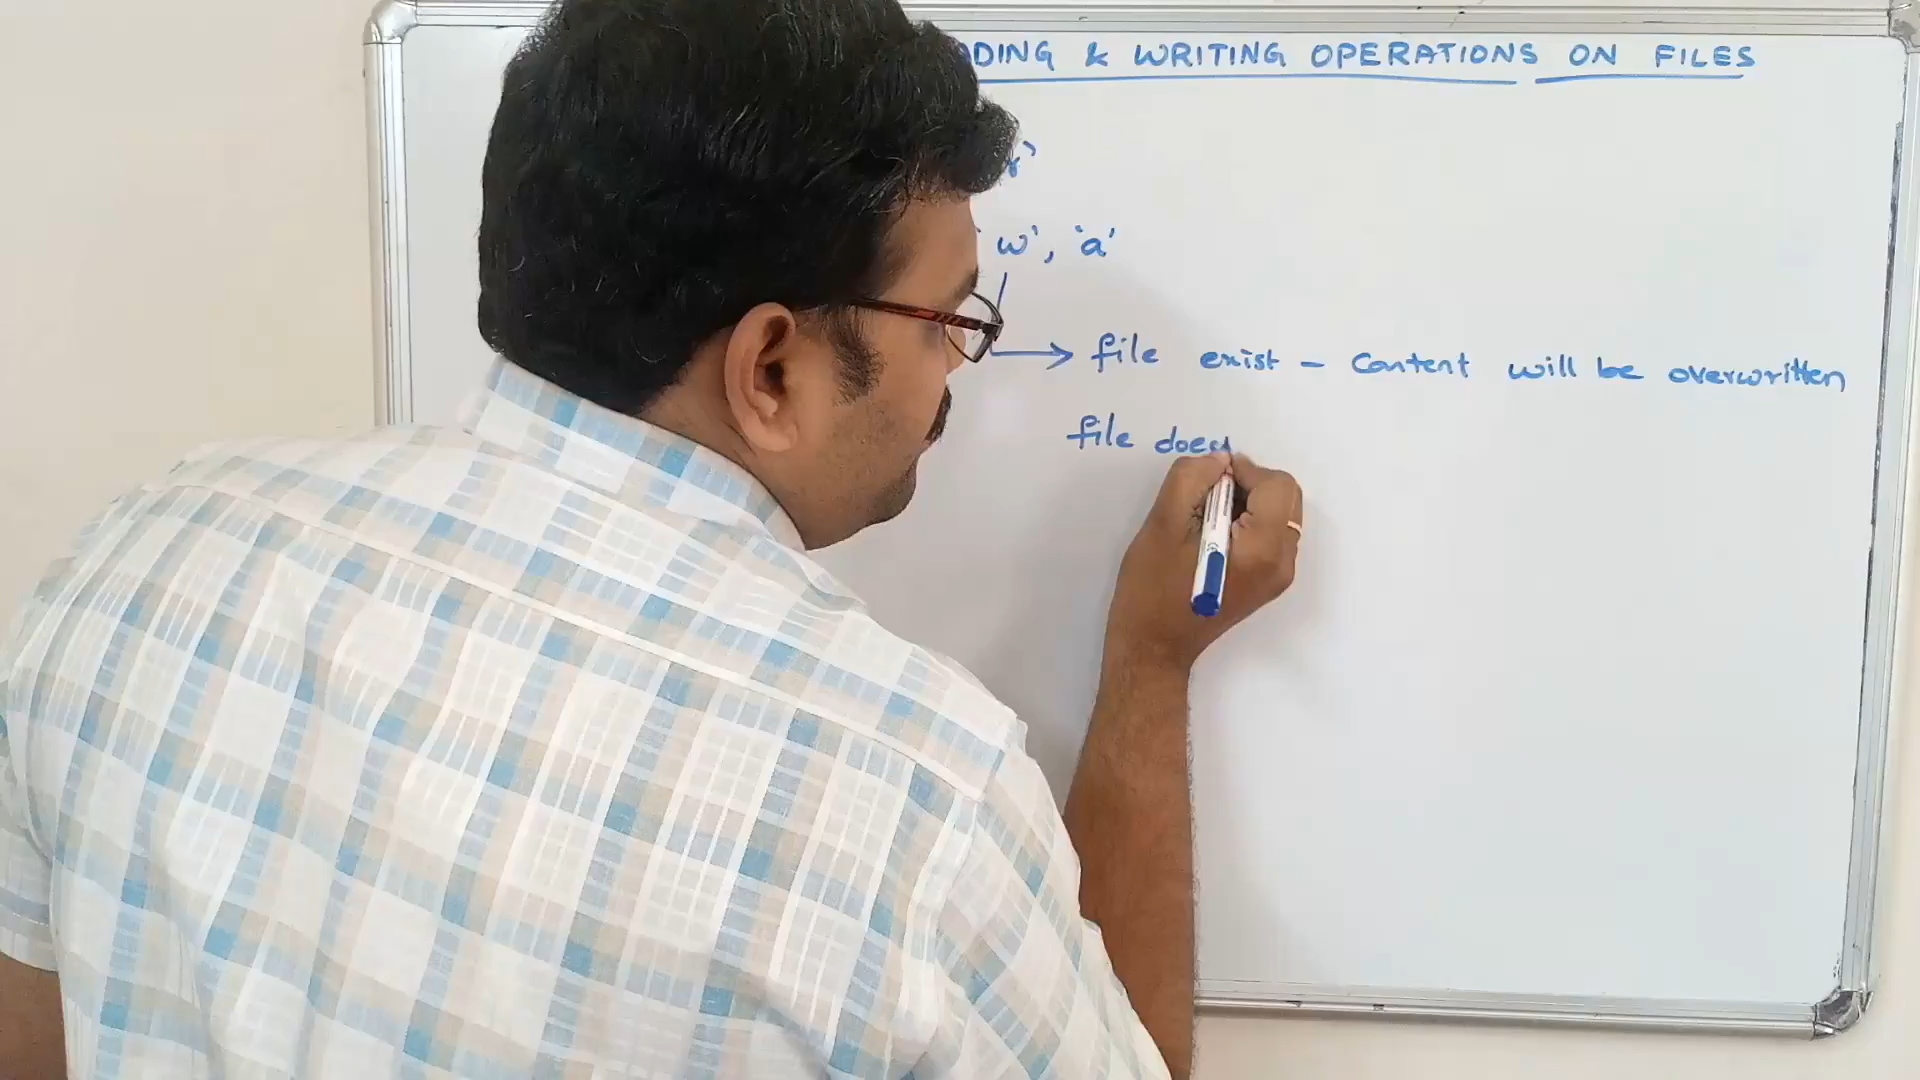 DING & WRITING OPERATIONS ON FILES
r'
'w', 'a'
file exist - Content will be overwritten
file does